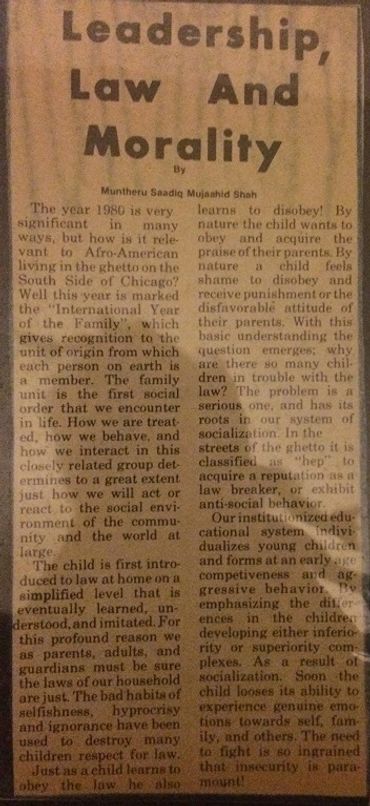 Leadership,
Law And
Morality
By
Muntheru Saadiq Mujaahid Shah
The year 1980 is very
significant in many
ways, but how is it rele-
vant to Afro-American
living in the ghetto on the
South Side of Chicago?
Well this year is marked
the "International Year
of the Family", which
gives recognition to the
unit of origin from which
each person on earth is
a member. The family
unit is the first social
order that we encounter
in life. How we are treat-
ed, how we behave, and
how we interact in this
closely related group det-
ermines to a great extent
just how we will act or
react to the social envi-
ronment of the commu-
nity and the world at
large.
The child is first intro-
duced to law at home on a
simplified level that is
eventually learned, un-
derstood, and imitated. For
this profound reason we
as parents, adults, and
guardians must be sure
the laws of our household
are just. The bad habits of
selfishness, hyprocrisy
and ignorance have been
used to destroy many
children respect for law.
Just as a child learns to
obey the law he also
learns to disobey! By
nature the child wants to
obey and acquire the
praise of their parents. By
nature a child feels
shame to disobey and
receive punishment or the
disfavorable attitude of
their parents. With this
basic understanding the
question emerges; why
are there so many chil-
dren in trouble with the
law? The problem is a
serious one, and has its
roots in our system of
socialization. In the
streets of the ghetto it is
classified as "hep" to
acquire a reputation as a
law breaker, or exhibit
anti-social behavior.
Our institutionized edu-
cational system indivi-
dualizes young children
and forms at an early age
competiveness and ag-
gressive behavior. By
emphasizing the differ-
ences in the children
developing either inferio-
rity or superiority com-
plexes. As a result of
socialization. Soon the
child looses its ability to
experience genuine emo-
tions towards self, fam-
ily, and others. The need
to fight is so ingrained
that insecurity is para-
mount!